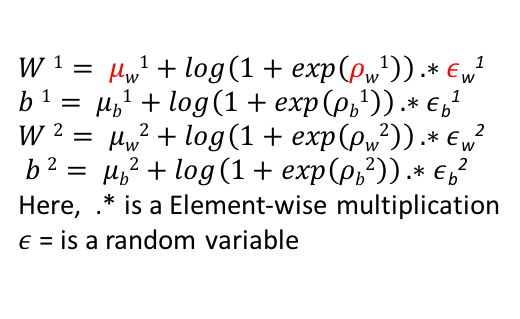 W ¹ = μ_w¹ + log(1 + exp(ρ_w¹)) .* ϵ_w¹
b ¹ = μ_b¹ + log(1 + exp(ρ_b¹)) .* ϵ_b¹
W ² = μ_w² + log(1 + exp(ρ_w²)) .* ϵ_w²
b ² = μ_b² + log(1 + exp(ρ_b²)) .* ϵ_b²
Here, .* is a Element-wise multiplication
ϵ = is a random variable